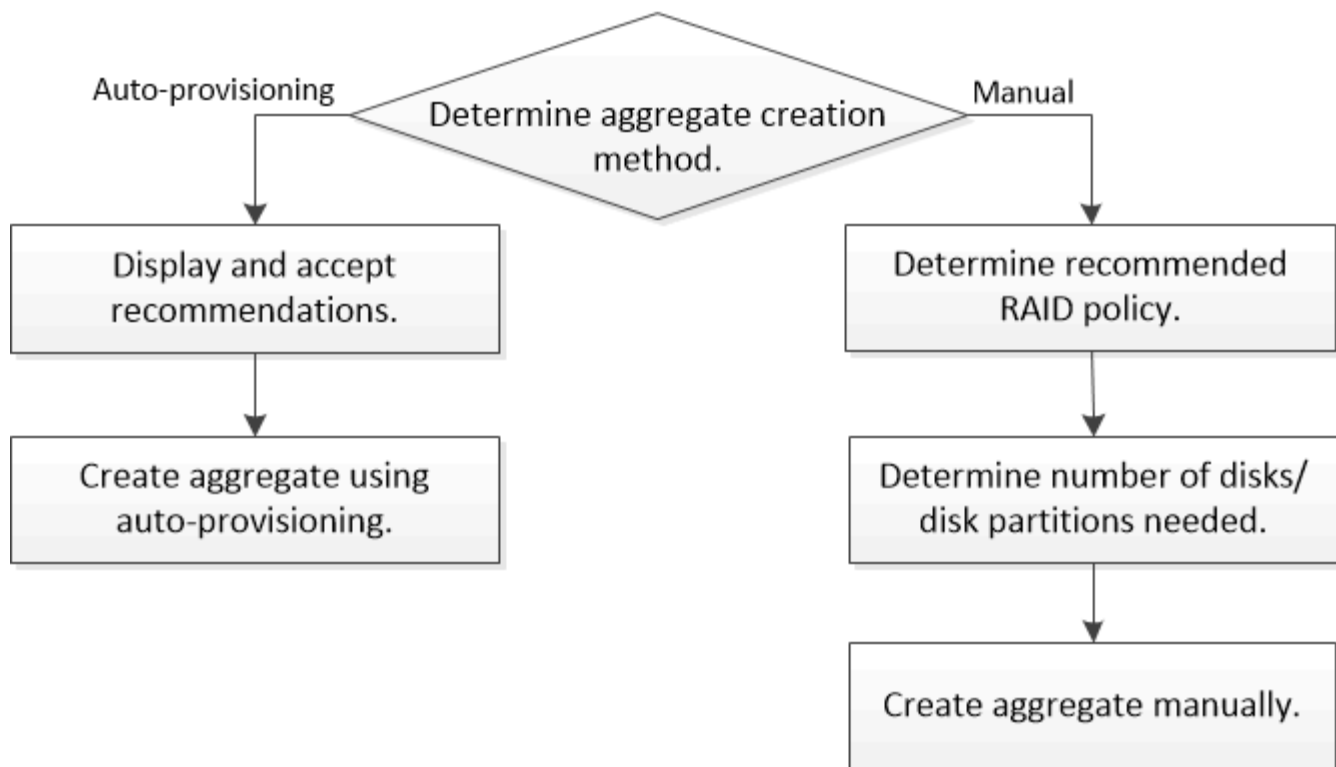 Auto-provisioning
Manual
Determine aggregate creation
method.
Display and accept
recommendations.
Create aggregate using
auto-provisioning.
Determine recommended
RAID policy.
Determine number of disks/
disk partitions needed.
Create aggregate manually.